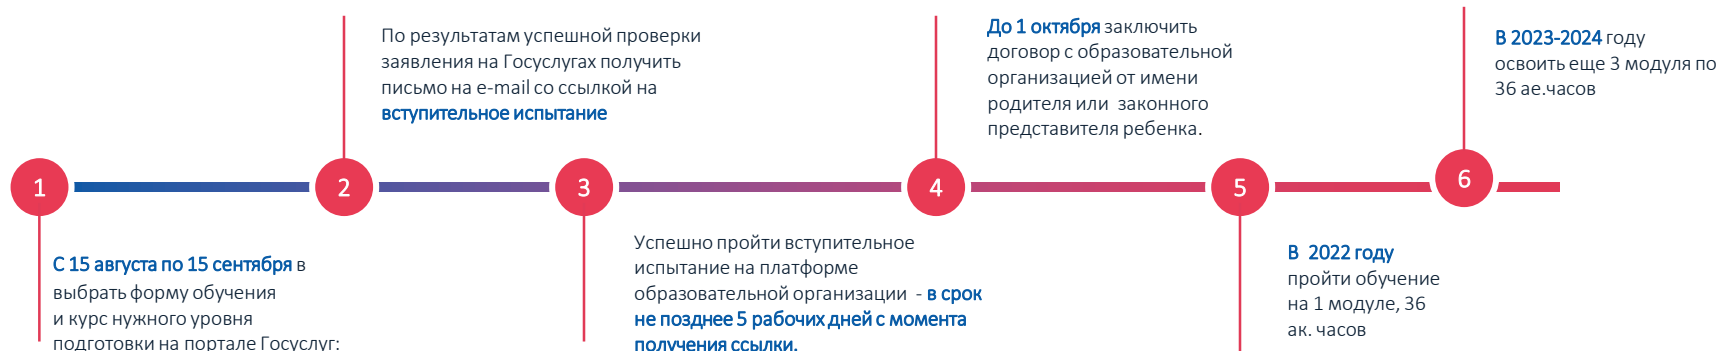 1
С 15 августа по 15 сентября в
выбрать форму обучения
и курс нужного уровня
подготовки на портале Госуслуг:
2
По результатам успешной проверки
заявления на Госуслугах получить
письмо на e-mail со ссылкой на
вступительное испытание
3
Успешно пройти вступительное
испытание на платформе
образовательной организации - в срок
не позднее 5 рабочих дней с момента
получения ссылки.
4
До 1 октября заключить
договор с образовательной
организацией от имени
родителя или законного
представителя ребенка.
5
В 2022 году
пройти обучение
на 1 модуле, 36
ак. часов
6
В 2023-2024 году
освоить еще 3 модуля по
36 ае.часов